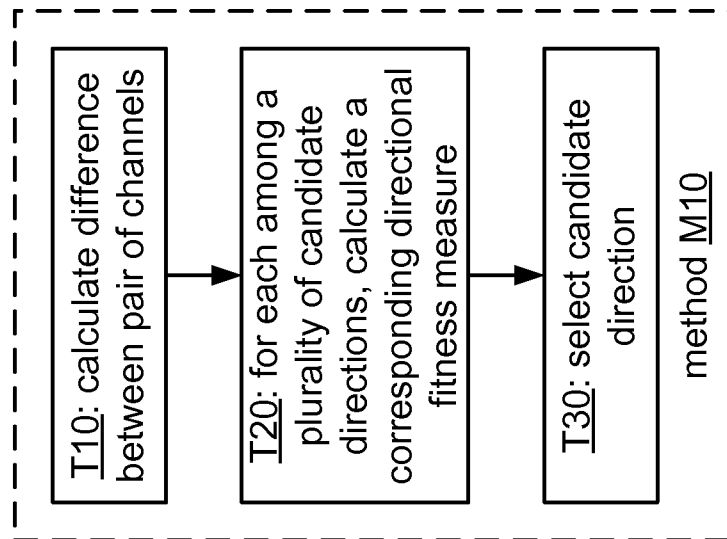 T10: calculate difference
between pair of channels
T20: for each among a
plurality of candidate
directions, calculate a
corresponding directional
fitness measure
T30: select candidate
direction
method M10